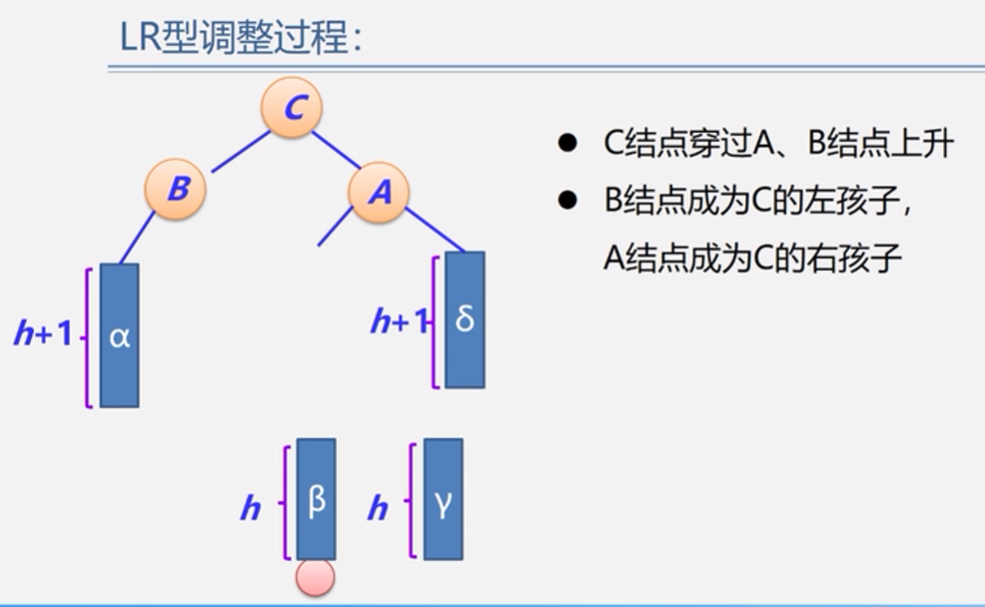 LR型调整过程：
C
B
A
C结点穿过A、B结点上升
B结点成为C的左孩子，
A结点成为C的右孩子
h+1
α
h+1
δ
h
β
h
γ